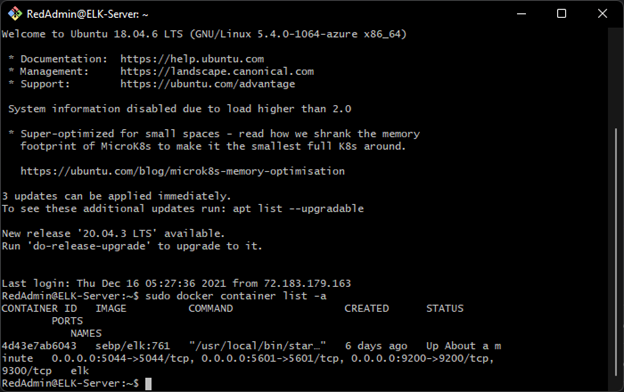 RedAdmin@ELK-Server: ~
Welcome to Ubuntu 18.04.6 LTS (GNU/Linux 5.4.0-1064-azure x86_64)
* Documentation:  https://help.ubuntu.com
* Management:     https://landscape.canonical.com
* Support:        https://ubuntu.com/advantage
System information disabled due to load higher than 2.0
* Super-optimized for small spaces - read how we shrank the memory
footprint of MicroK8s to make it the smallest full K8s around.
https://ubuntu.com/blog/microk8s-memory-optimisation
3 updates can be applied immediately.
To see these additional updates run: apt list --upgradable
New release '20.04.3 LTS' available.
Run 'do-release-upgrade' to upgrade to it.
Last login: Thu Dec 16 05:27:36 2021 from 72.183.179.163
RedAdmin@ELK-Server:~$ sudo docker container list -a
CONTAINER ID   IMAGE          COMMAND                  CREATED      STATUS
PORTS
NAMES
4d43e7ab6043   sebp/elk:761   "/usr/local/bin/star…"   6 days ago   Up About a m
inute   0.0.0.0:5044->5044/tcp, 0.0.0.0:5601->5601/tcp, 0.0.0.0:9200->9200/tcp,
9300/tcp   elk
RedAdmin@ELK-Server:~$